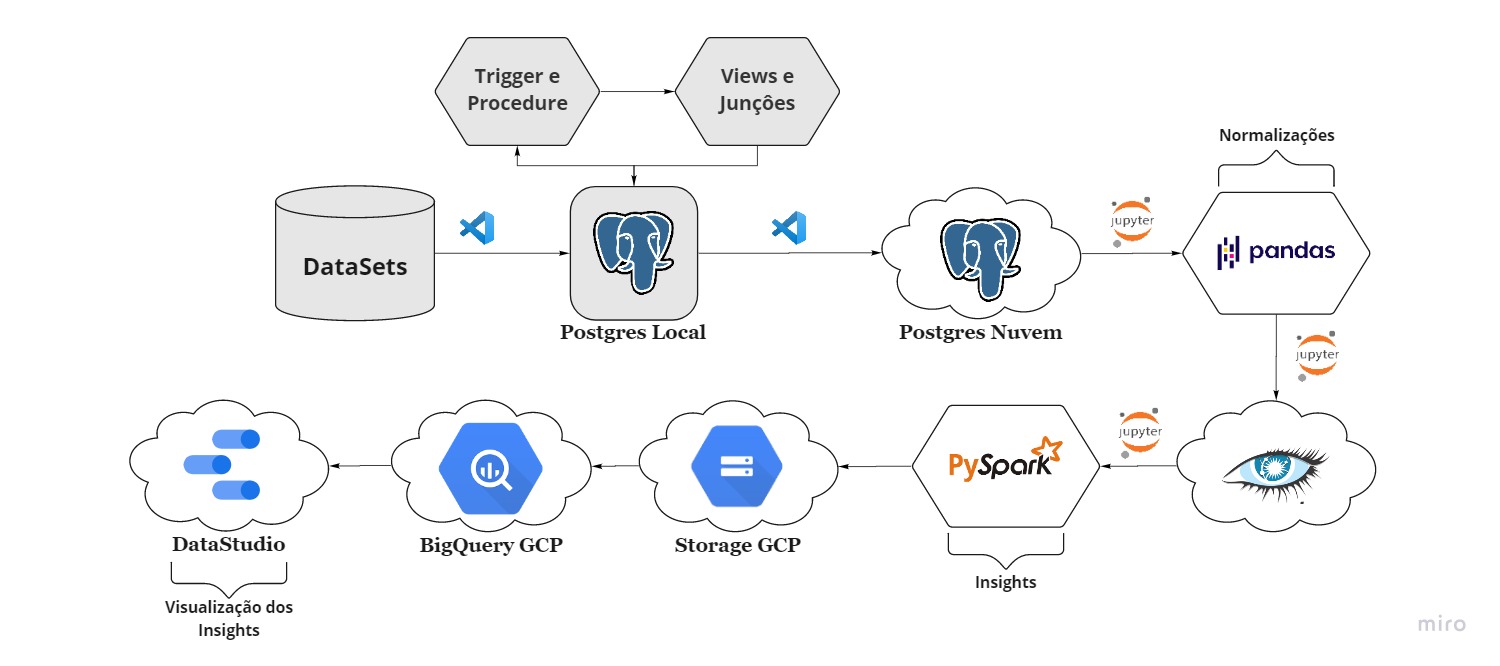 Trigger e
Procedure
Views e
Junçôes
Normalizações
DataSets
jupyter
pandas
Postgres Local
Postgres Nuvem
jupyter
jupyter
PySpark
DataStudio
BigQuery GCP
Storage GCP
Insights
Visualização dos
Insights
miro